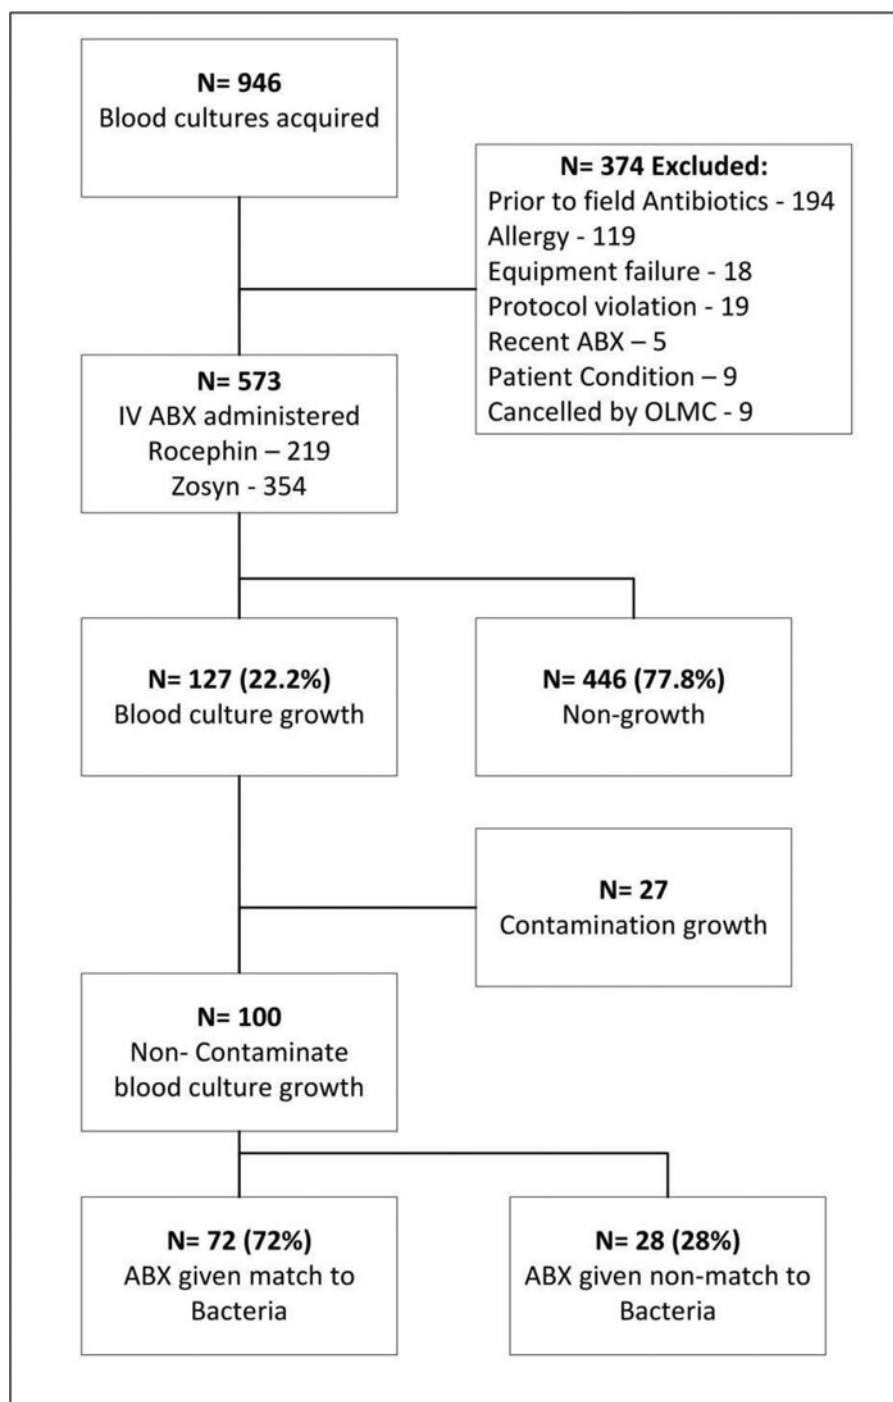 N= 946
Blood cultures acquired
N= 374 Excluded:
Prior to field Antibiotics - 194
Allergy - 119
Equipment failure - 18
Protocol violation - 19
Recent ABX – 5
Patient Condition – 9
Cancelled by OLMC - 9
N= 573
IV ABX administered
Rocephin – 219
Zosyn - 354
N= 127 (22.2%)
Blood culture growth
N= 446 (77.8%)
Non-growth
N= 27
Contamination growth
N= 100
Non- Contaminate
blood culture growth
N= 72 (72%)
ABX given match to
Bacteria
N= 28 (28%)
ABX given non-match to
Bacteria